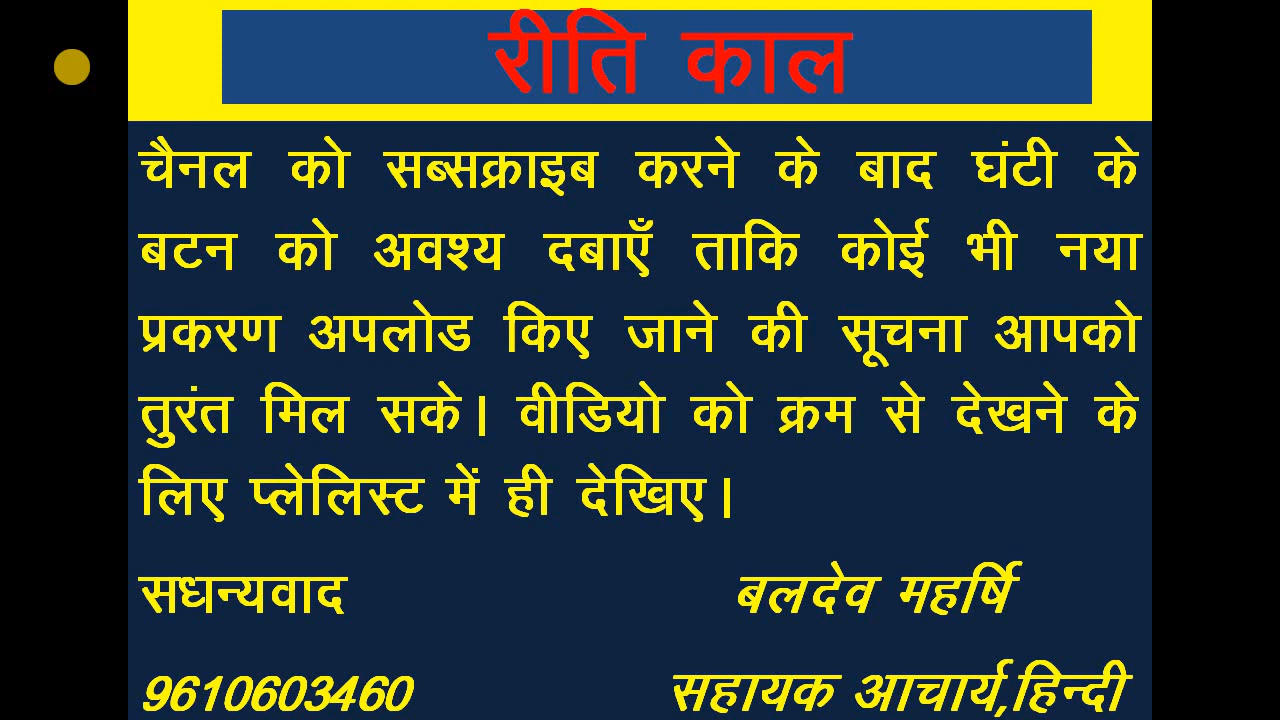 रीति काल
चैनल को सब्सक्राइब करने के बाद घंटी के
बटन को अवश्य दबाएँ ताकि कोई भी नया
प्रकरण अपलोड किए जाने की सूचना आपको
तुरंत मिल सके। वीडियो को क्रम से देखने के
लिए प्लेलिस्ट में ही देखिए।
सधन्यवाद बलदेव महर्षि
9610603460 सहायक आचार्य,हिन्दी